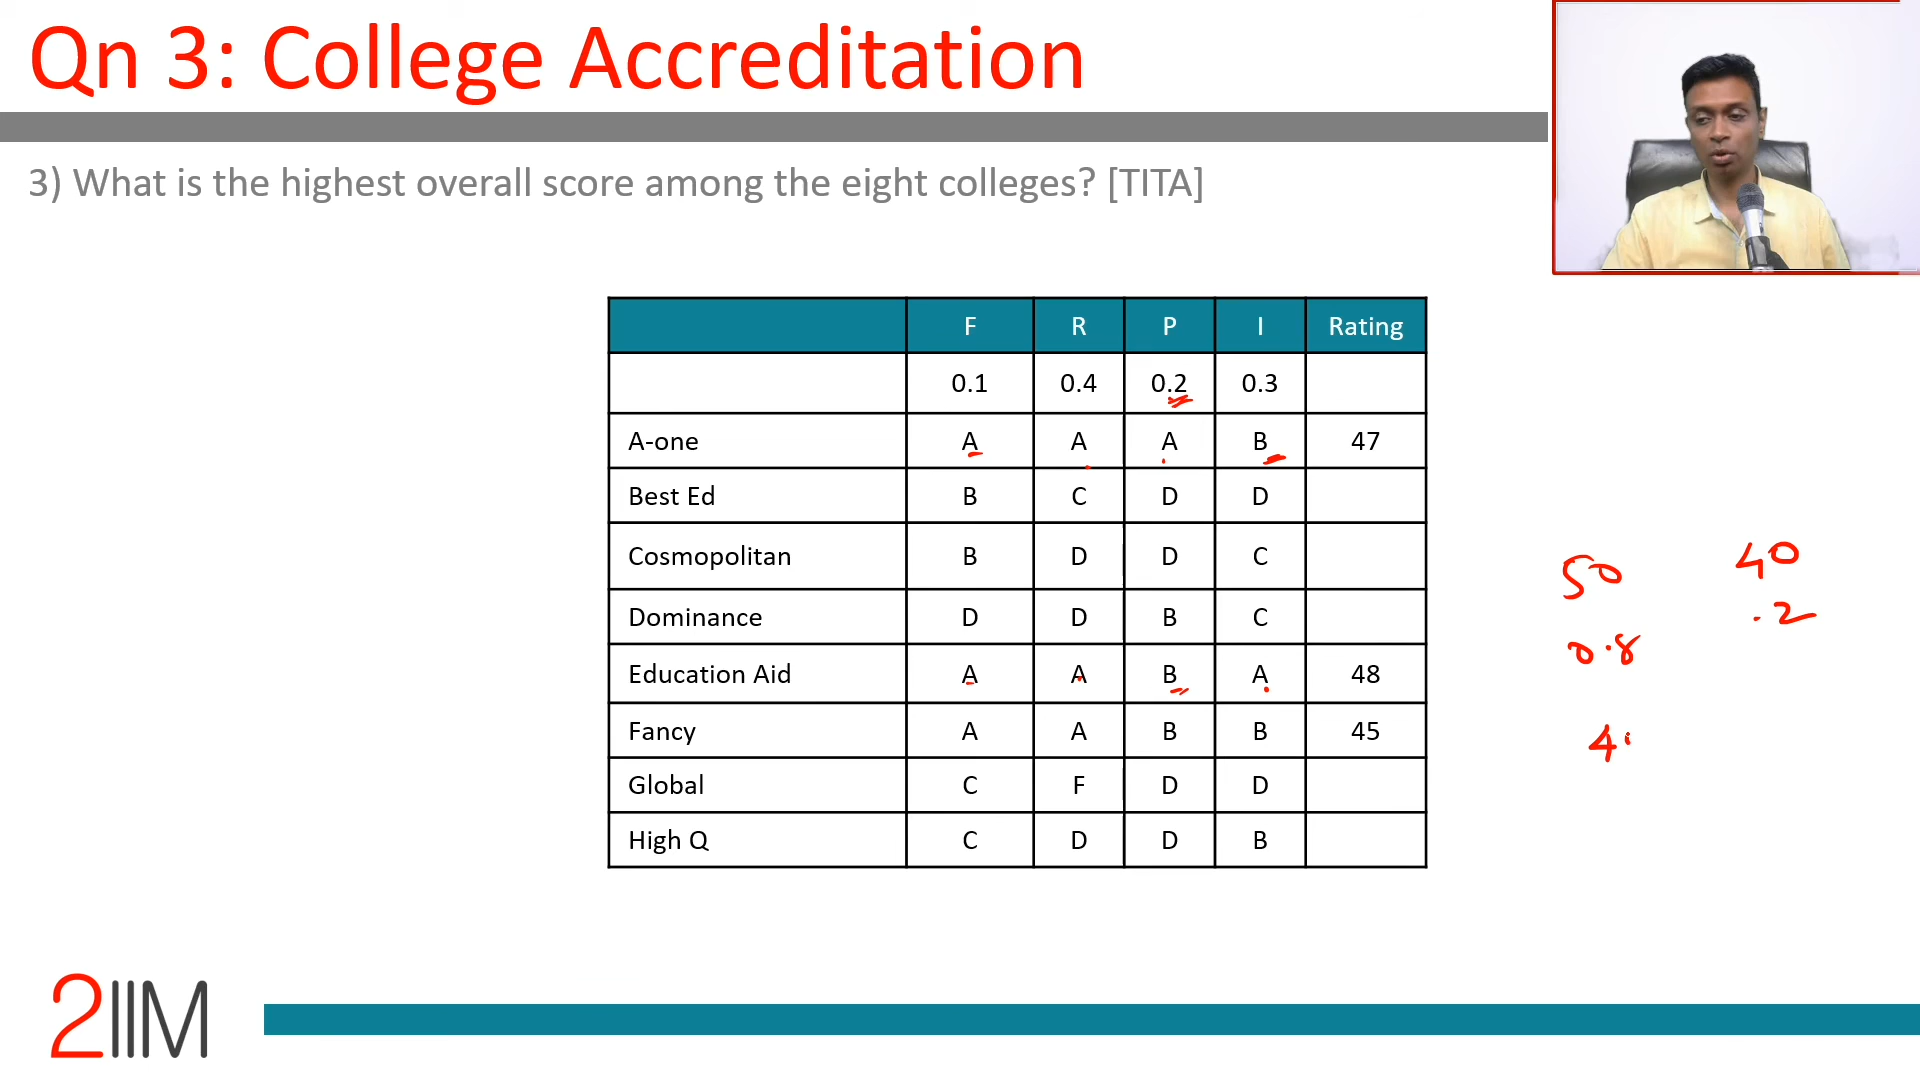 Qn 3: College Accreditation
3) What is the highest overall score among the eight colleges? [TITA]
F R P I Rating
0.1 0.4 0.2 0.3
A-one A A A B 47
Best Ed B C D D
Cosmopolitan B D D C
Dominance D D B C
Education Aid A A B A 48
Fancy A A B B 45
Global C F D D
High Q C D D B
50 40
0.8 .2
4
2IIM